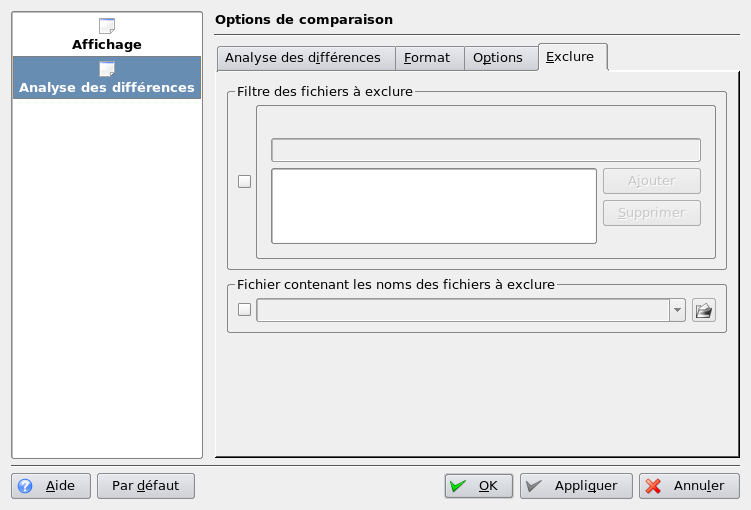 Options de comparaison
Affichage
Analyse des différences
Analyse des différences
Format
Options
Exclure
Filtre des fichiers à exclure
Ajouter
Supprimer
Fichier contenant les noms des fichiers à exclure
Aide
Par défaut
OK
Appliquer
Annuler